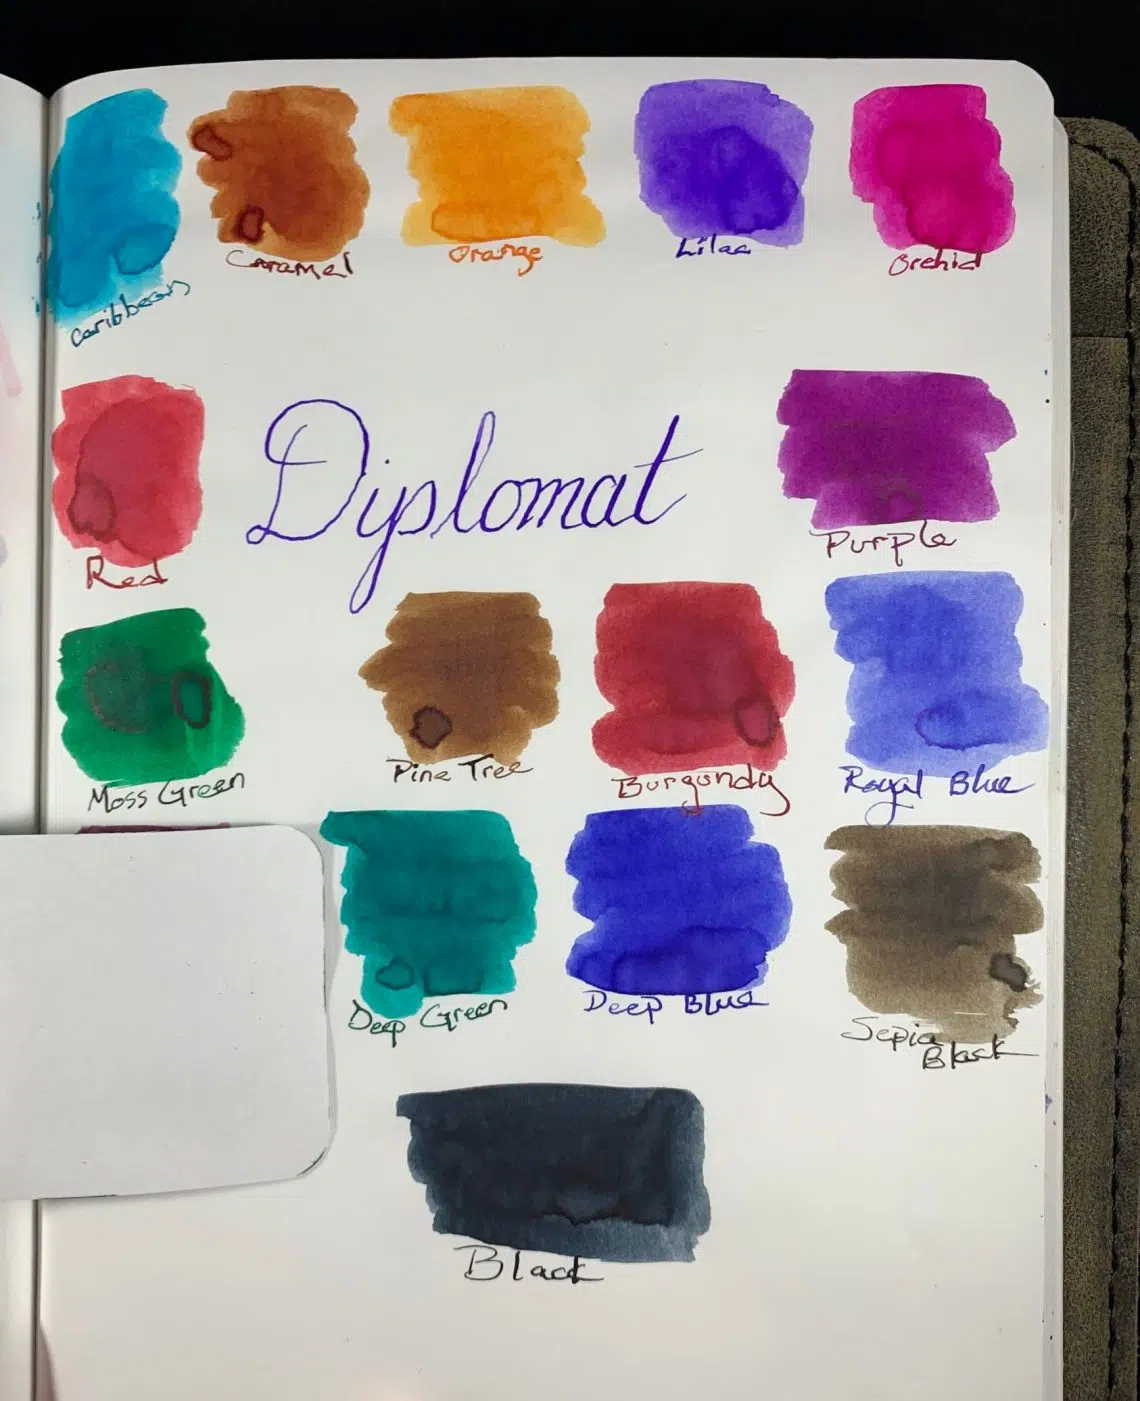 Caribbean
Caramel
Orange
Lilac
Orchid
Diplomat
Red
Purple
Moss Green
Pine Tree
Burgundy
Royal Blue
Deep Green
Deep Blue
Sepia
Black
Black